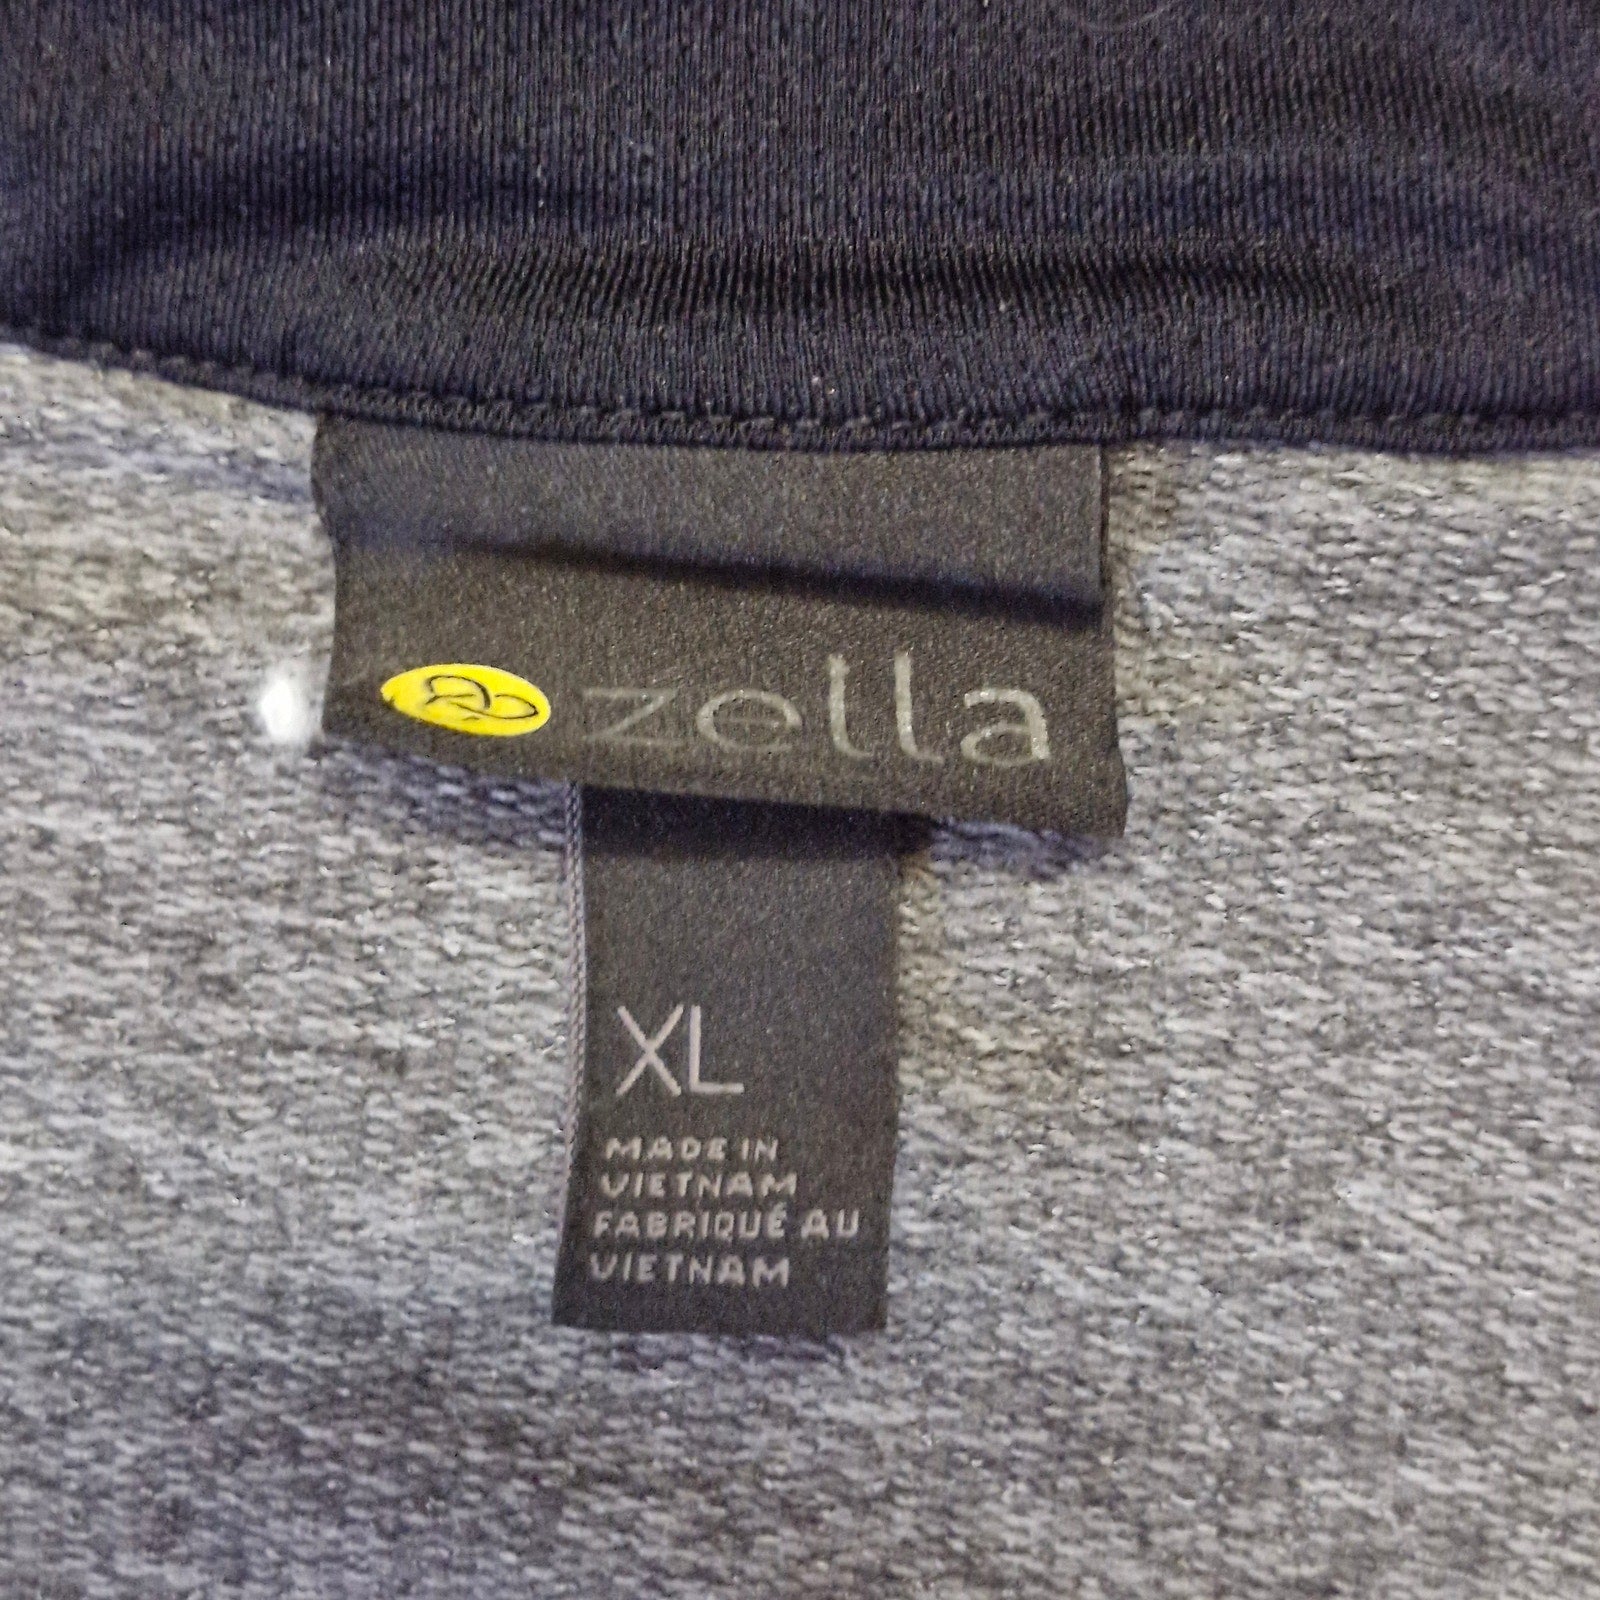 zella
XL
MADE IN
VIETNAM
FABRIQUÉ AU
VIETNAM